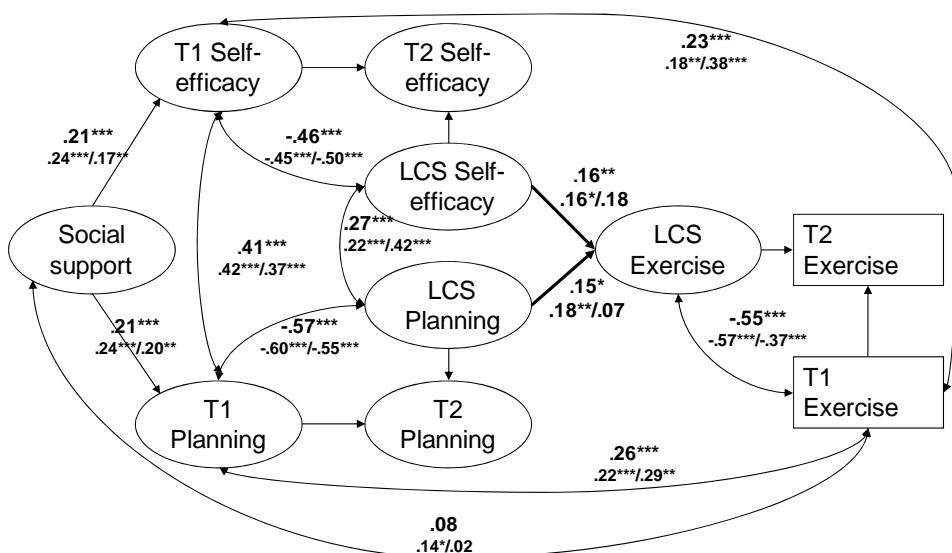 T1 Self-
efficacy
T2 Self-
efficacy
.23***
.18**/.38***
.21***
.24***/.17**
-.46***
-.45***/-.50***
LCS Self-
efficacy
.16**
.16*/.18
Social
support
.41***
.42***/.37***
.27***
.22***/.42***
LCS
Exercise
T2
Exercise
LCS
Planning
.15*
.18**/.07
.21***
.24***/.20**
-.57***
-.60***/-.55***
-.55***
-.57***/-.37***
T1
Exercise
T1
Planning
T2
Planning
.26***
.22***/.29**
.08
.14*/.02